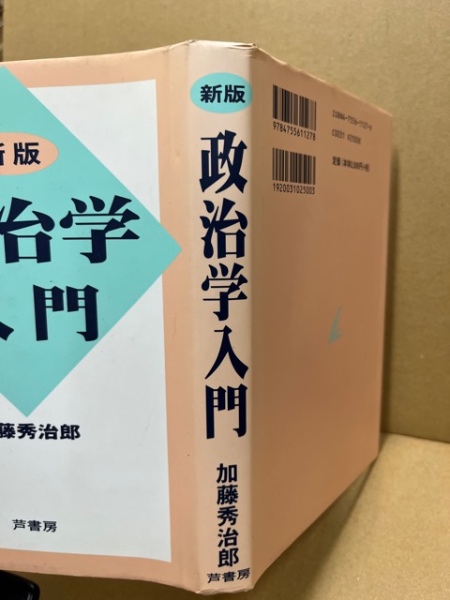 新版
治学
入門
藤秀治郎
芦書房
新版
政治学入門
加藤秀治郎
芦書房
9784755611278
1920031025003